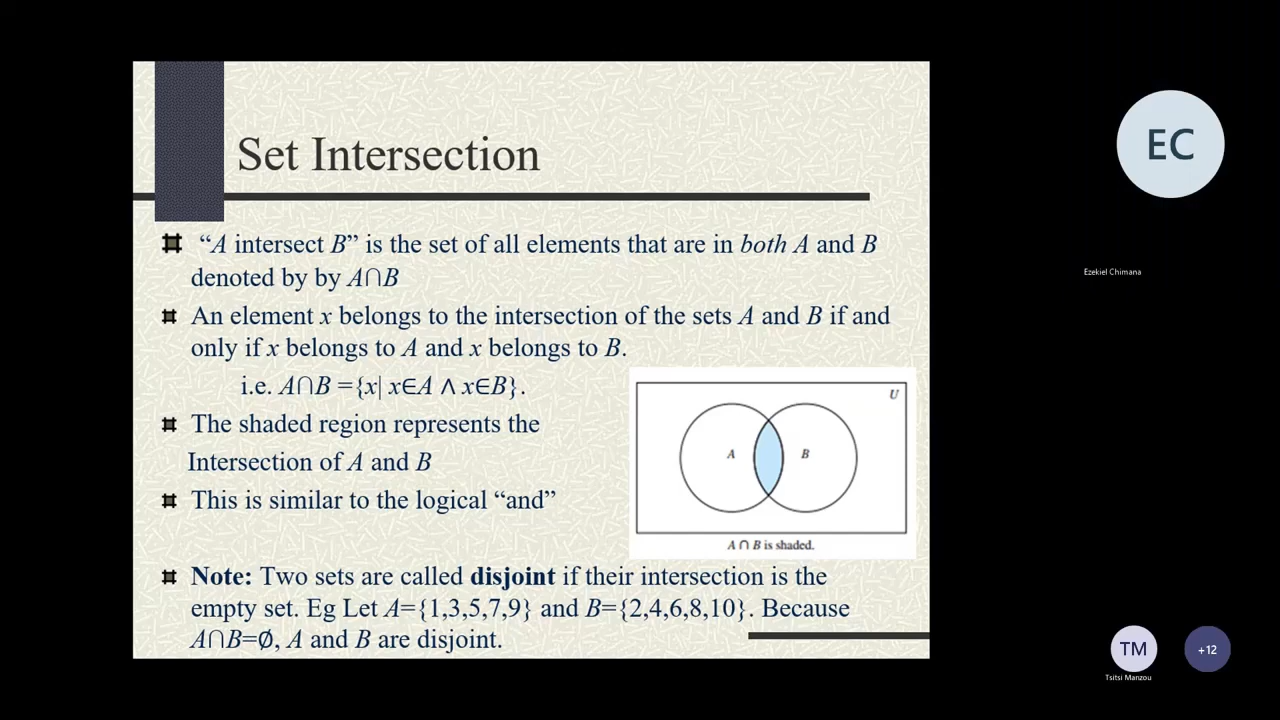 Set Intersection
“A intersect B” is the set of all elements that are in both A and B
denoted by by A∩B
An element x belongs to the intersection of the sets A and B if and
only if x belongs to A and x belongs to B.
i.e. A∩B ={x| x∈A ∧ x∈B}.
The shaded region represents the
Intersection of A and B
This is similar to the logical “and”
U
A
B
A ∩ B is shaded.
Note: Two sets are called disjoint if their intersection is the
empty set. Eg Let A={1,3,5,7,9} and B={2,4,6,8,10}. Because
A∩B=∅, A and B are disjoint.
EC
Ezekiel Chimana
TM
+12
Tsitsi Manzou